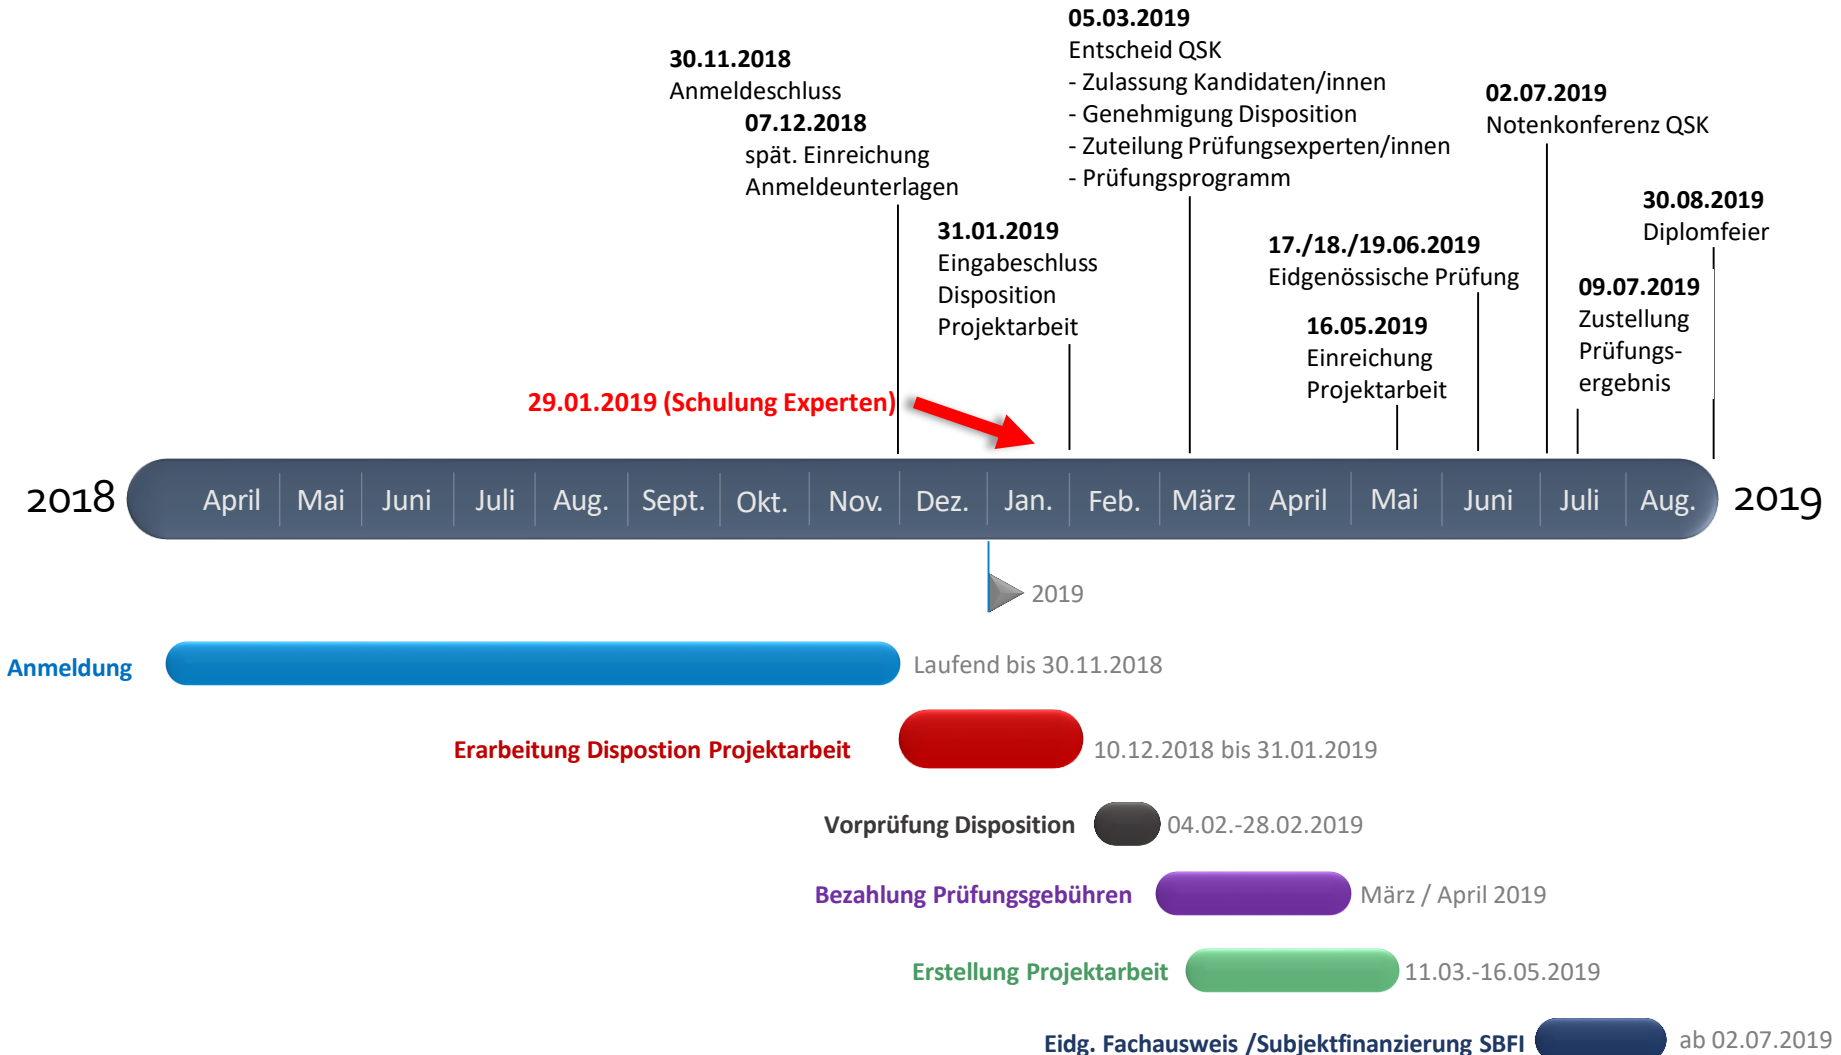 05.03.2019
Entscheid QSK
- Zulassung Kandidaten/innen
- Genehmigung Disposition
- Zuteilung Prüfungsexperten/innen
- Prüfungsprogramm
30.11.2018
Anmeldeschluss
07.12.2018
spät. Einreichung
Anmeldeunterlagen
02.07.2019
Notenkonferenz QSK
30.08.2019
Diplomfeier
31.01.2019
Eingabeschluss
Disposition
Projektarbeit
17./18./19.06.2019
Eidgenössische Prüfung
09.07.2019
Zustellung
Prüfungs-
ergebnis
16.05.2019
Einreichung
Projektarbeit
29.01.2019 (Schulung Experten)
2018 April Mai Juni Juli Aug. Sept. Okt. Nov. Dez. Jan. Feb. März April Mai Juni Juli Aug. 2019
2019
Anmeldung Laufend bis 30.11.2018
Erarbeitung Dispostion Projektarbeit 10.12.2018 bis 31.01.2019
Vorprüfung Disposition 04.02.-28.02.2019
Bezahlung Prüfungsgebühren März / April 2019
Erstellung Projektarbeit 11.03.-16.05.2019
Eidg. Fachausweis /Subjektfinanzierung SBFI ab 02.07.2019